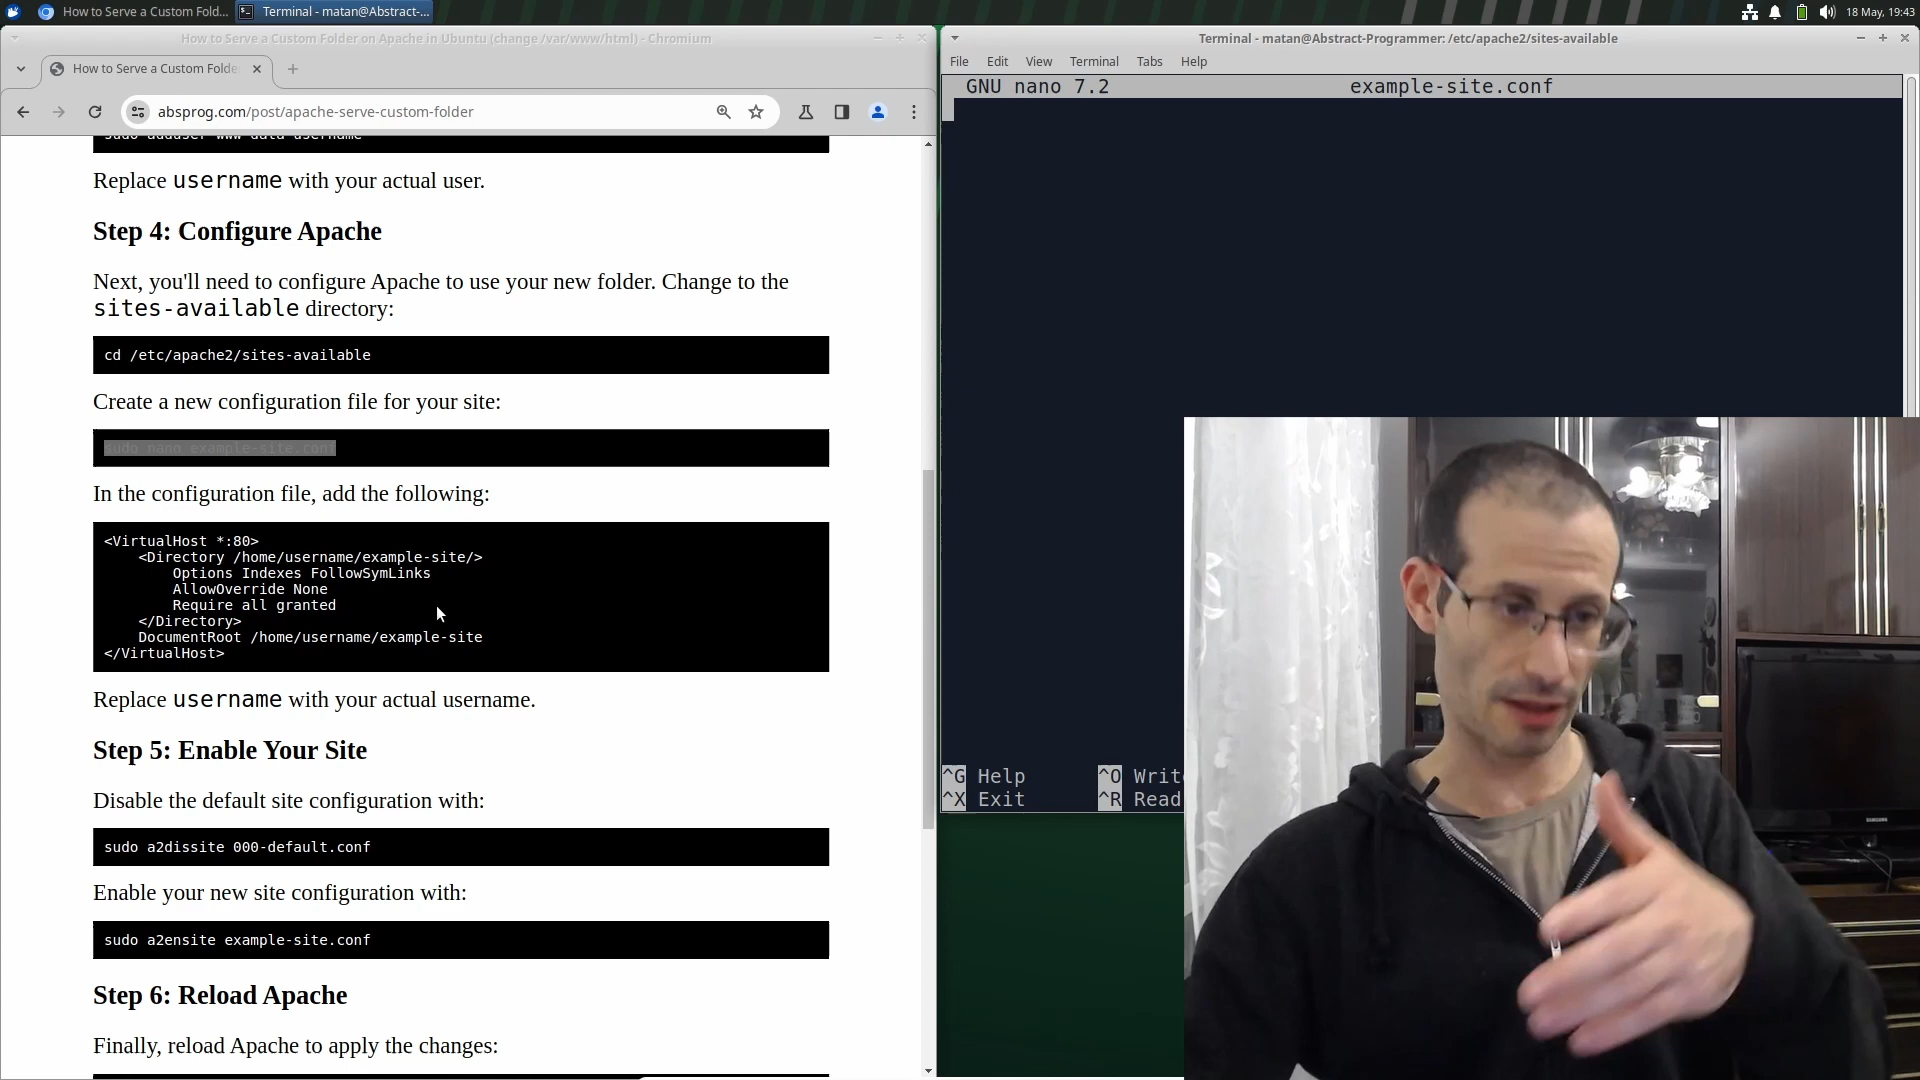 How to Serve a Custom Fold...
Terminal - matan@Abstract-...
18 May, 19:43
How to Serve a Custom Folder on Apache in Ubuntu (change /var/www/html) - Chromium
How to Serve a Custom Folde
absprog.com/post/apache-serve-custom-folder
sudo adduser www-data username
Replace username with your actual user.
Step 4: Configure Apache
Next, you'll need to configure Apache to use your new folder. Change to the
sites-available directory:
cd /etc/apache2/sites-available
Create a new configuration file for your site:
sudo nano example-site.conf
In the configuration file, add the following:
<VirtualHost *:80>
    <Directory /home/username/example-site/>
        Options Indexes FollowSymLinks
        AllowOverride None
        Require all granted
    </Directory>
    DocumentRoot /home/username/example-site
</VirtualHost>
Replace username with your actual username.
Step 5: Enable Your Site
Disable the default site configuration with:
sudo a2dissite 000-default.conf
Enable your new site configuration with:
sudo a2ensite example-site.conf
Step 6: Reload Apache
Finally, reload Apache to apply the changes:
Terminal - matan@Abstract-Programmer: /etc/apache2/sites-available
File Edit View Terminal Tabs Help
GNU nano 7.2 example-site.conf
^G Help ^O Write
^X Exit ^R Read
SAMSUNG